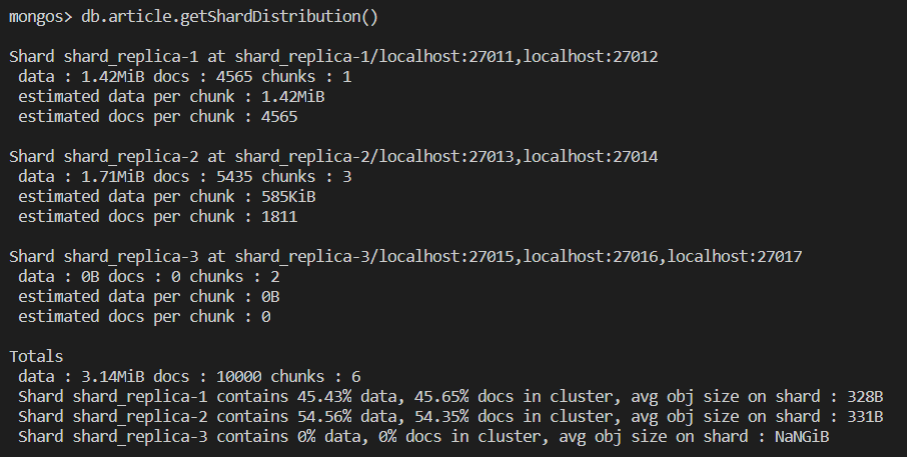 mongos> db.article.getShardDistribution()
Shard shard_replica-1 at shard_replica-1/localhost:27011,localhost:27012
data : 1.42MiB docs : 4565 chunks : 1
estimated data per chunk : 1.42MiB
estimated docs per chunk : 4565
Shard shard_replica-2 at shard_replica-2/localhost:27013,localhost:27014
data : 1.71MiB docs : 5435 chunks : 3
estimated data per chunk : 585KiB
estimated docs per chunk : 1811
Shard shard_replica-3 at shard_replica-3/localhost:27015,localhost:27016,localhost:27017
data : 0B docs : 0 chunks : 2
estimated data per chunk : 0B
estimated docs per chunk : 0
Totals
data : 3.14MiB docs : 10000 chunks : 6
Shard shard_replica-1 contains 45.43% data, 45.65% docs in cluster, avg obj size on shard : 328B
Shard shard_replica-2 contains 54.56% data, 54.35% docs in cluster, avg obj size on shard : 331B
Shard shard_replica-3 contains 0% data, 0% docs in cluster, avg obj size on shard : NaNGiB